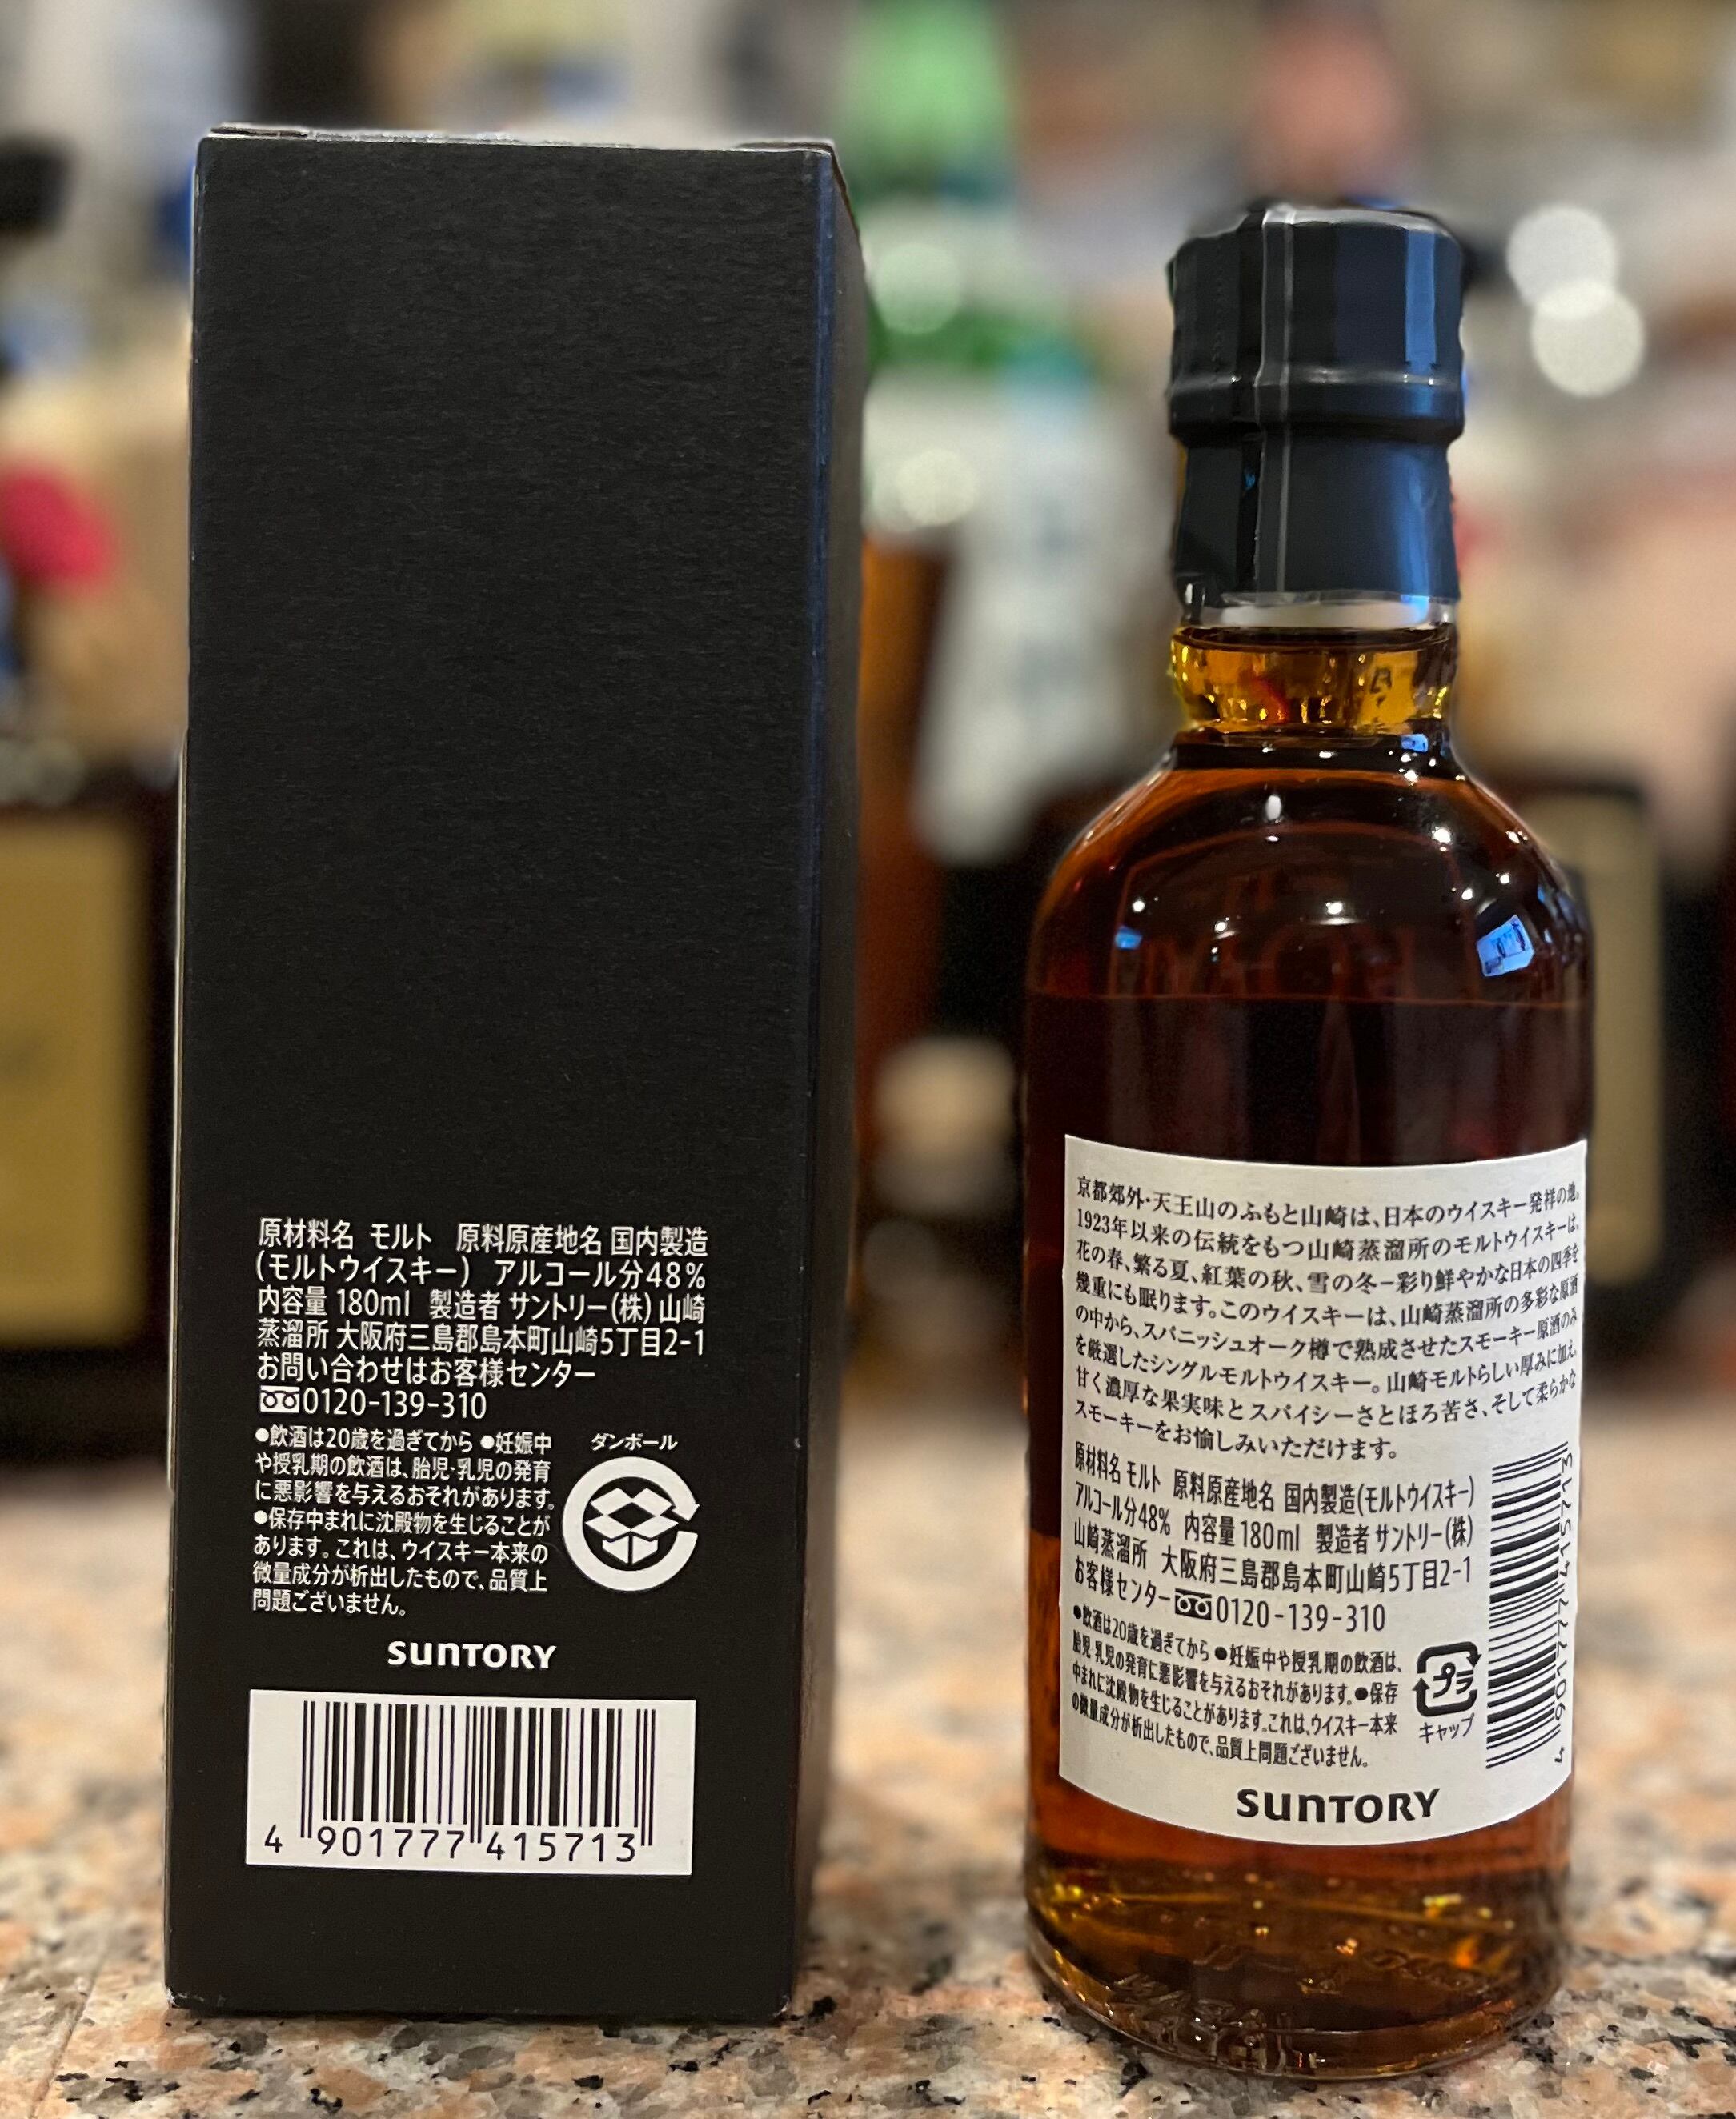 原材料名 モルト 原料原産地名 国内製造
(モルトウイスキー) アルコール分48%
内容量 180ml 製造者 サントリー(株) 山崎
蒸溜所 大阪府三島郡島本町山崎5丁目2-1
お問い合わせはお客様センター
0120-139-310
●飲酒は20歳を過ぎてから ●妊娠中
や授乳期の飲酒は、胎児・乳児の発育
に悪影響を与えるおそれがあります。
●保存中まれに沈殿物を生じることが
あります。これは、ウイスキー本来の
微量成分が析出したもので、品質上
問題ございません。
ダンボール
SUNTORY
4 901777 415713
京都郊外・天王山のふもと山崎は、日本のウイスキー発祥の地。
1923年以来の伝統をもつ山崎蒸溜所のモルトウイスキーは、
花の春、繁る夏、紅葉の秋、雪の冬－彩り鮮やかな日本の四季を
幾重にも眠ります。このウイスキーは、山崎蒸溜所の多彩な原酒
の中から、スパニッシュオーク樽で熟成させたスモーキー原酒のみ
を厳選したシングルモルトウイスキー。山崎モルトらしい厚みに加え、
甘く濃厚な果実味とスパイシーさとほろ苦さ、そして柔らかな
スモーキーをお愉しみいただけます。
原材料名 モルト 原料原産地名 国内製造(モルトウイスキー)
アルコール分48% 内容量 180ml 製造者 サントリー(株)
山崎蒸溜所 大阪府三島郡島本町山崎5丁目2-1
お客様センター 0120-139-310
●飲酒は20歳を過ぎてから ●妊娠中や授乳期の飲酒は、
胎児・乳児の発育に悪影響を与えるおそれがあります。●保存
中まれに沈殿物を生じることがあります。これは、ウイスキー本来
の微量成分が析出したもので、品質上問題ございません。
プラ
キャップ
4 901777 415713
SUNTORY